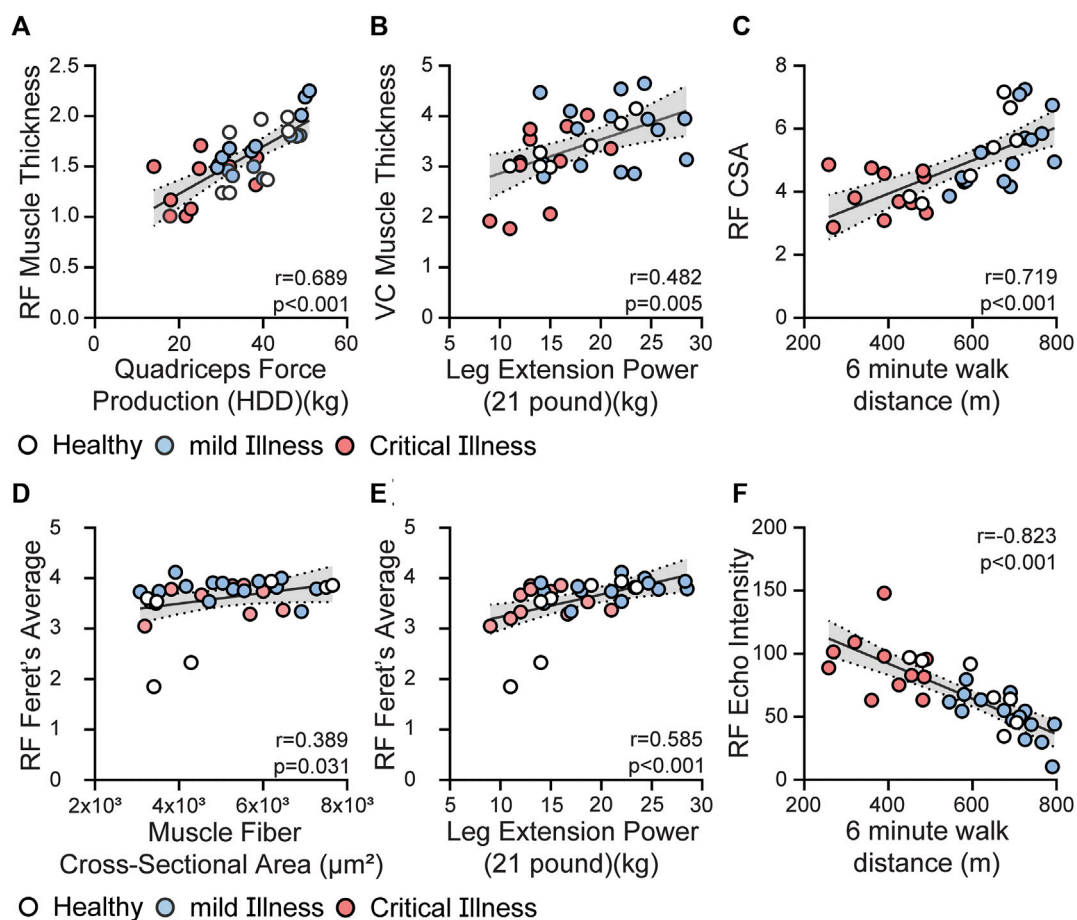 A
RF Muscle Thickness
2.5
2.0
1.5
1.0
0.5
0.0
0
20
40
60
r=0.689
p<0.001
Quadriceps Force
Production (HDD)(kg)
B
VC Muscle Thickness
5
4
3
2
1
0
5
10
15
20
25
30
r=0.482
p=0.005
Leg Extension Power
(21 pound)(kg)
C
RF CSA
8
6
4
2
0
200
400
600
800
r=0.719
p<0.001
6 minute walk
distance (m)
Healthy mild Illness Critical Illness
D
RF Feret's Average
5
4
3
2
1
0
2x10³
4x10³
6x10³
8x10³
r=0.389
p=0.031
Muscle Fiber
Cross-Sectional Area (μm²)
E
RF Feret's Average
5
4
3
2
1
0
5
10
15
20
25
30
r=0.585
p<0.001
Leg Extension Power
(21 pound)(kg)
F
RF Echo Intensity
200
150
100
50
0
200
400
600
800
r=-0.823
p<0.001
6 minute walk
distance (m)
Healthy mild Illness Critical Illness